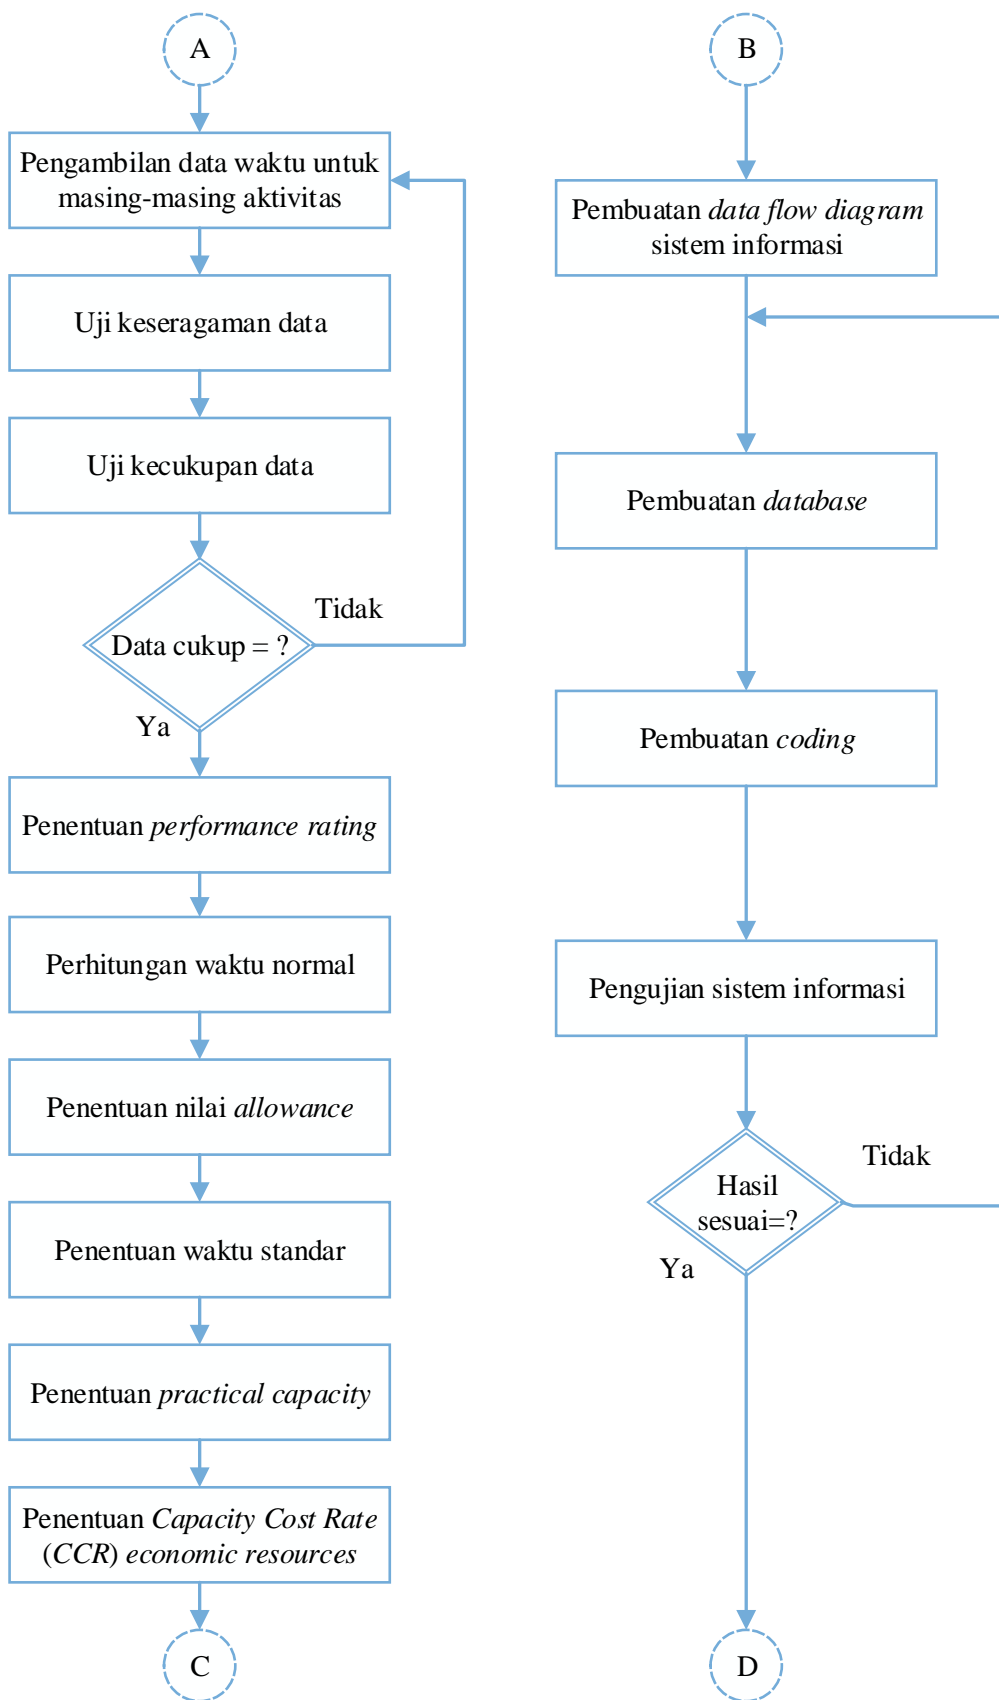 A
Pengambilan data waktu untuk
masing-masing aktivitas
Uji keseragaman data
Uji kecukupan data
Data cukup = ?
Tidak
Ya
Penentuan performance rating
Perhitungan waktu normal
Penentuan nilai allowance
Penentuan waktu standar
Penentuan practical capacity
Penentuan Capacity Cost Rate
(CCR) economic resources
C
B
Pembuatan data flow diagram
sistem informasi
Pembuatan database
Pembuatan coding
Pengujian sistem informasi
Hasil
sesuai=?
Tidak
Ya
D